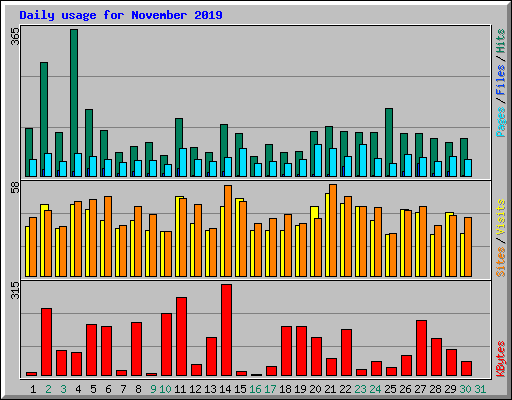 Daily usage for November 2019
365
Pages / Files / Hits
58
Sites / Visits
315
KBytes
1 2 3 4 5 6 7 8 9 10 11 12 13 14 15 16 17 18 19 20 21 22 23 24 25 26 27 28 29 30 31